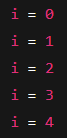 i = 0
i = 1
i = 2
i = 3
i = 4